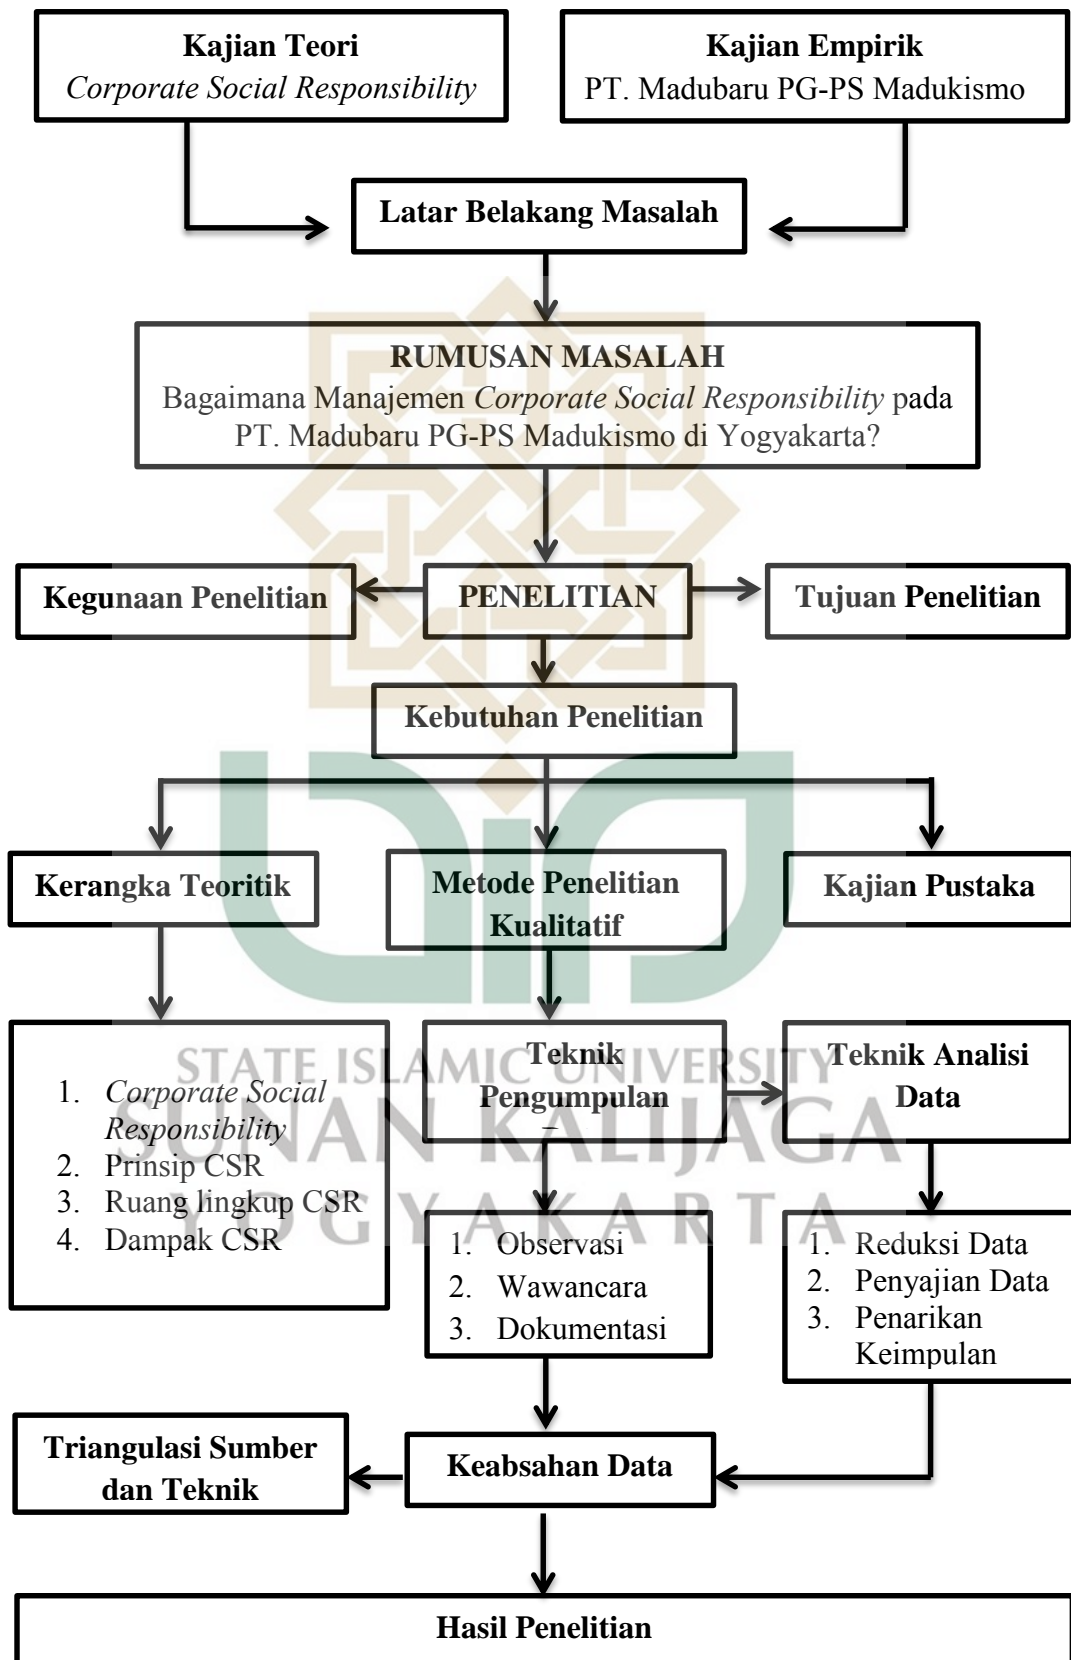 Kajian Teori
Corporate Social Responsibility
Kajian Empirik
PT. Madubaru PG-PS Madukismo
Latar Belakang Masalah
RUMUSAN MASALAH
Bagaimana Manajemen Corporate Social Responsibility pada
PT. Madubaru PG-PS Madukismo di Yogyakarta?
Kegunaan Penelitian
PENELITIAN
Tujuan Penelitian
Kebutuhan Penelitian
Kerangka Teoritik
Metode Penelitian
Kualitatif
Kajian Pustaka
1. Corporate Social
Responsibility
2. Prinsip CSR
3. Ruang lingkup CSR
4. Dampak CSR
Teknik
Pengumpulan
Teknik Analisi
Data
1. Observasi
2. Wawancara
3. Dokumentasi
1. Reduksi Data
2. Penyajian Data
3. Penarikan
Keimpulan
Triangulasi Sumber
dan Teknik
Keabsahan Data
Hasil Penelitian
STATE ISLAMIC UNIVERSITY
SUNAN KALIJAGA
YOGYAKARTA